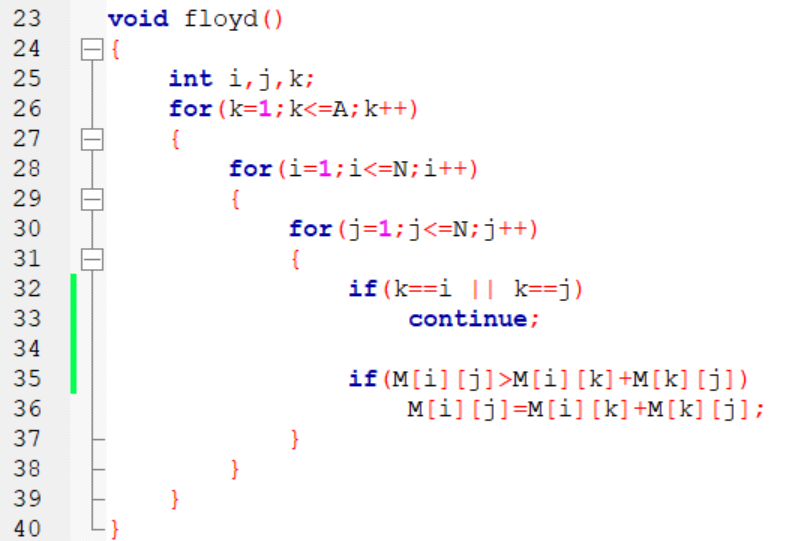 23 void floyd()
24 {
25     int i,j,k;
26     for(k=1;k<=A;k++)
27     {
28         for(i=1;i<=N;i++)
29         {
30             for(j=1;j<=N;j++)
31             {
32                 if(k==i || k==j)
33                     continue;
34
35                 if(M[i][j]>M[i][k]+M[k][j])
36                     M[i][j]=M[i][k]+M[k][j];
37             }
38         }
39     }
40 }